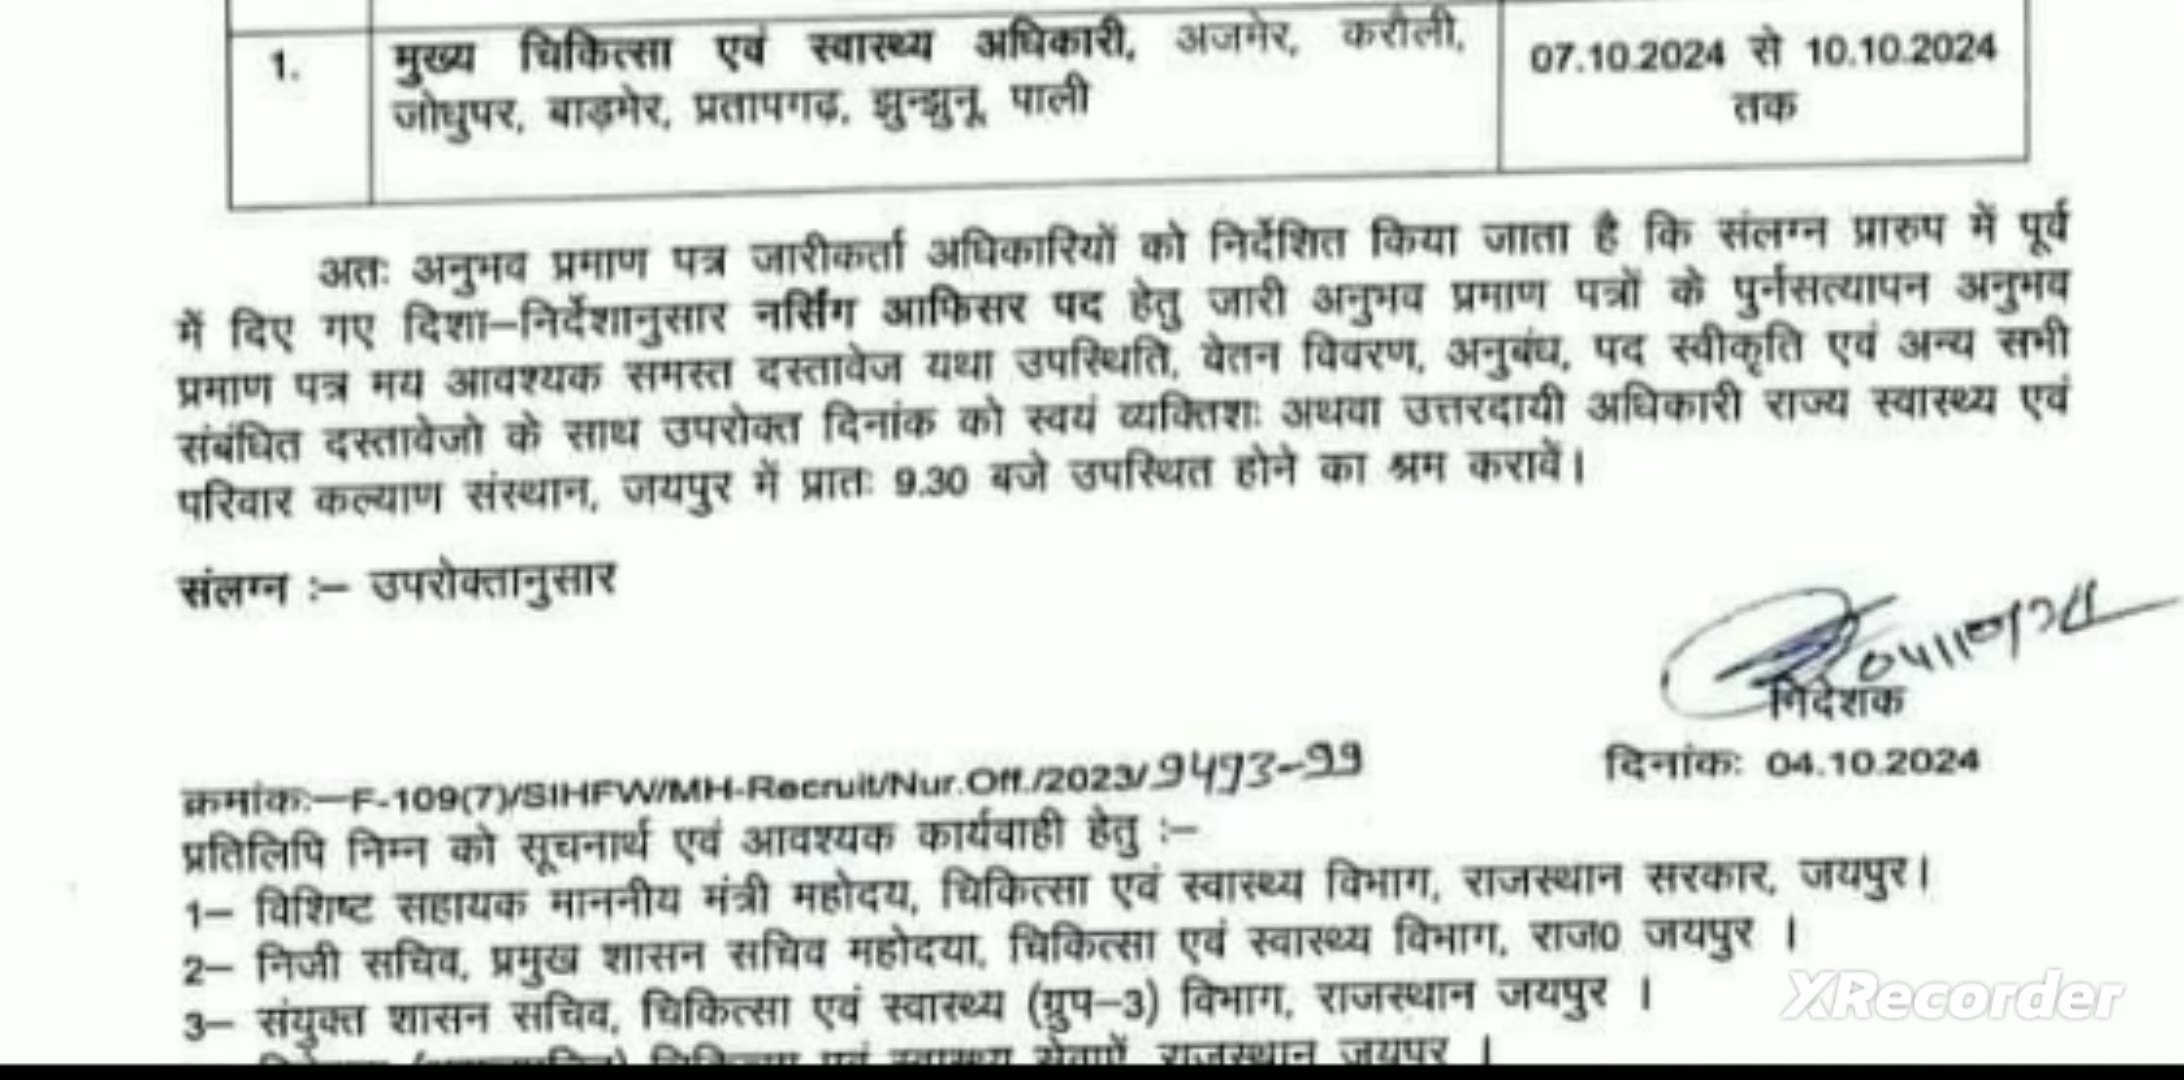 1. मुख्य चिकित्सा एवं स्वास्थ्य अधिकारी, अजमेर, करौली, 07.10.2024 से 10.10.2024
जोधुपर, बाड़मेर, प्रतापगढ़, झुन्झुनू, पाली तक
अतः अनुभव प्रमाण पत्र जारीकर्ता अधिकारियों को निर्देशित किया जाता है कि संलग्न प्रारुप में पूर्व
में दिए गए दिशा–निर्देशानुसार नर्सिंग आफिसर पद हेतु जारी अनुभव प्रमाण पत्रों के पुर्नसत्यापन अनुभव
प्रमाण पत्र मय आवश्यक समस्त दस्तावेज यथा उपस्थिति, वेतन विवरण, अनुबंध, पद स्वीकृति एवं अन्य सभी
संबंधित दस्तावेजो के साथ उपरोक्त दिनांक को स्वयं व्यक्तिशः अथवा उत्तरदायी अधिकारी राज्य स्वास्थ्य एवं
परिवार कल्याण संस्थान, जयपुर में प्रातः 9.30 बजे उपस्थित होने का श्रम करावें।
संलग्न :– उपरोक्तानुसार
04/10/24
निदेशक
क्रमांक:–F-109(7)/SIHFW/MH-Recruit/Nur.Off./2023/ दिनांक: 04.10.2024
प्रतिलिपि निम्न को सूचनार्थ एवं आवश्यक कार्यवाही हेतु :–
1– विशिष्ट सहायक माननीय मंत्री महोदय, चिकित्सा एवं स्वास्थ्य विभाग, राजस्थान सरकार, जयपुर।
2– निजी सचिव, प्रमुख शासन सचिव महोदया, चिकित्सा एवं स्वास्थ्य विभाग, राज0 जयपुर ।
3– संयुक्त शासन सचिव, चिकित्सा एवं स्वास्थ्य (ग्रुप–3) विभाग, राजस्थान जयपुर ।
चिकित्सा एवं स्वास्थ्य सेवाऐं, राजस्थान जयपुर ।
XRecorder